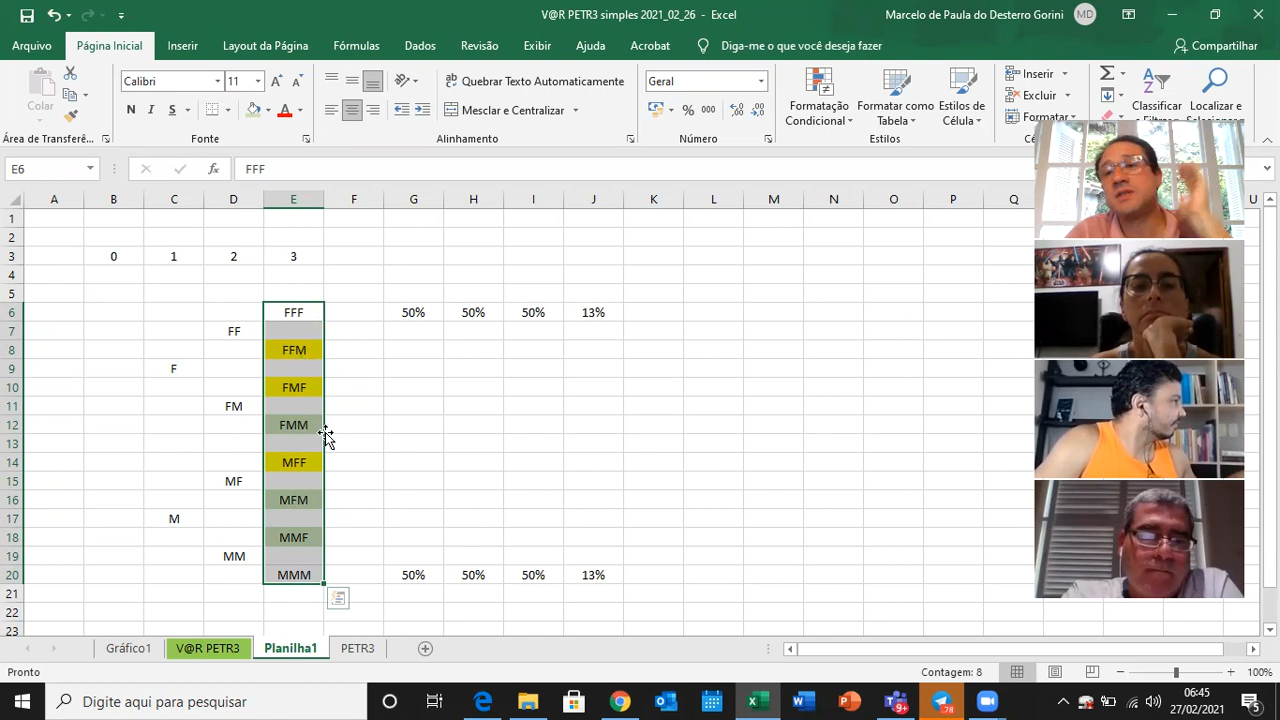 V@R PETR3 simples 2021_02_26 - Excel
Marcelo de Paula do Desterro Gorini MD
Arquivo Página Inicial Inserir Layout da Página Fórmulas Dados Revisão Exibir Ajuda Acrobat Diga-me o que você deseja fazer Compartilhar
Colar
Calibri 11
N I S
Quebrar Texto Automaticamente
Mesclar e Centralizar
Geral
% 000
Formatação Condicional
Formatar como Tabela
Estilos de Célula
Inserir
Excluir
Formatar
Classificar e Filtrar
Localizar e Selecionar
Área de Transferê... Fonte Alinhamento Número Estilos
E6 fx FFF
A B C D E F G H I J K L M N O P Q U
1
2
3 0 1 2 3
4
5
6 FFF 50% 50% 50% 13%
7 FF
8 FFM
9 F
10 FMF
11 FM
12 FMM
13
14 MFF
15 MF
16 MFM
17 M
18 MMF
19 MM
20 MMM 50% 50% 50% 13%
21
22
23
Gráfico1 V@R PETR3 Planilha1 PETR3
Pronto Contagem: 8 100%
Digite aqui para pesquisar
06:45
27/02/2021